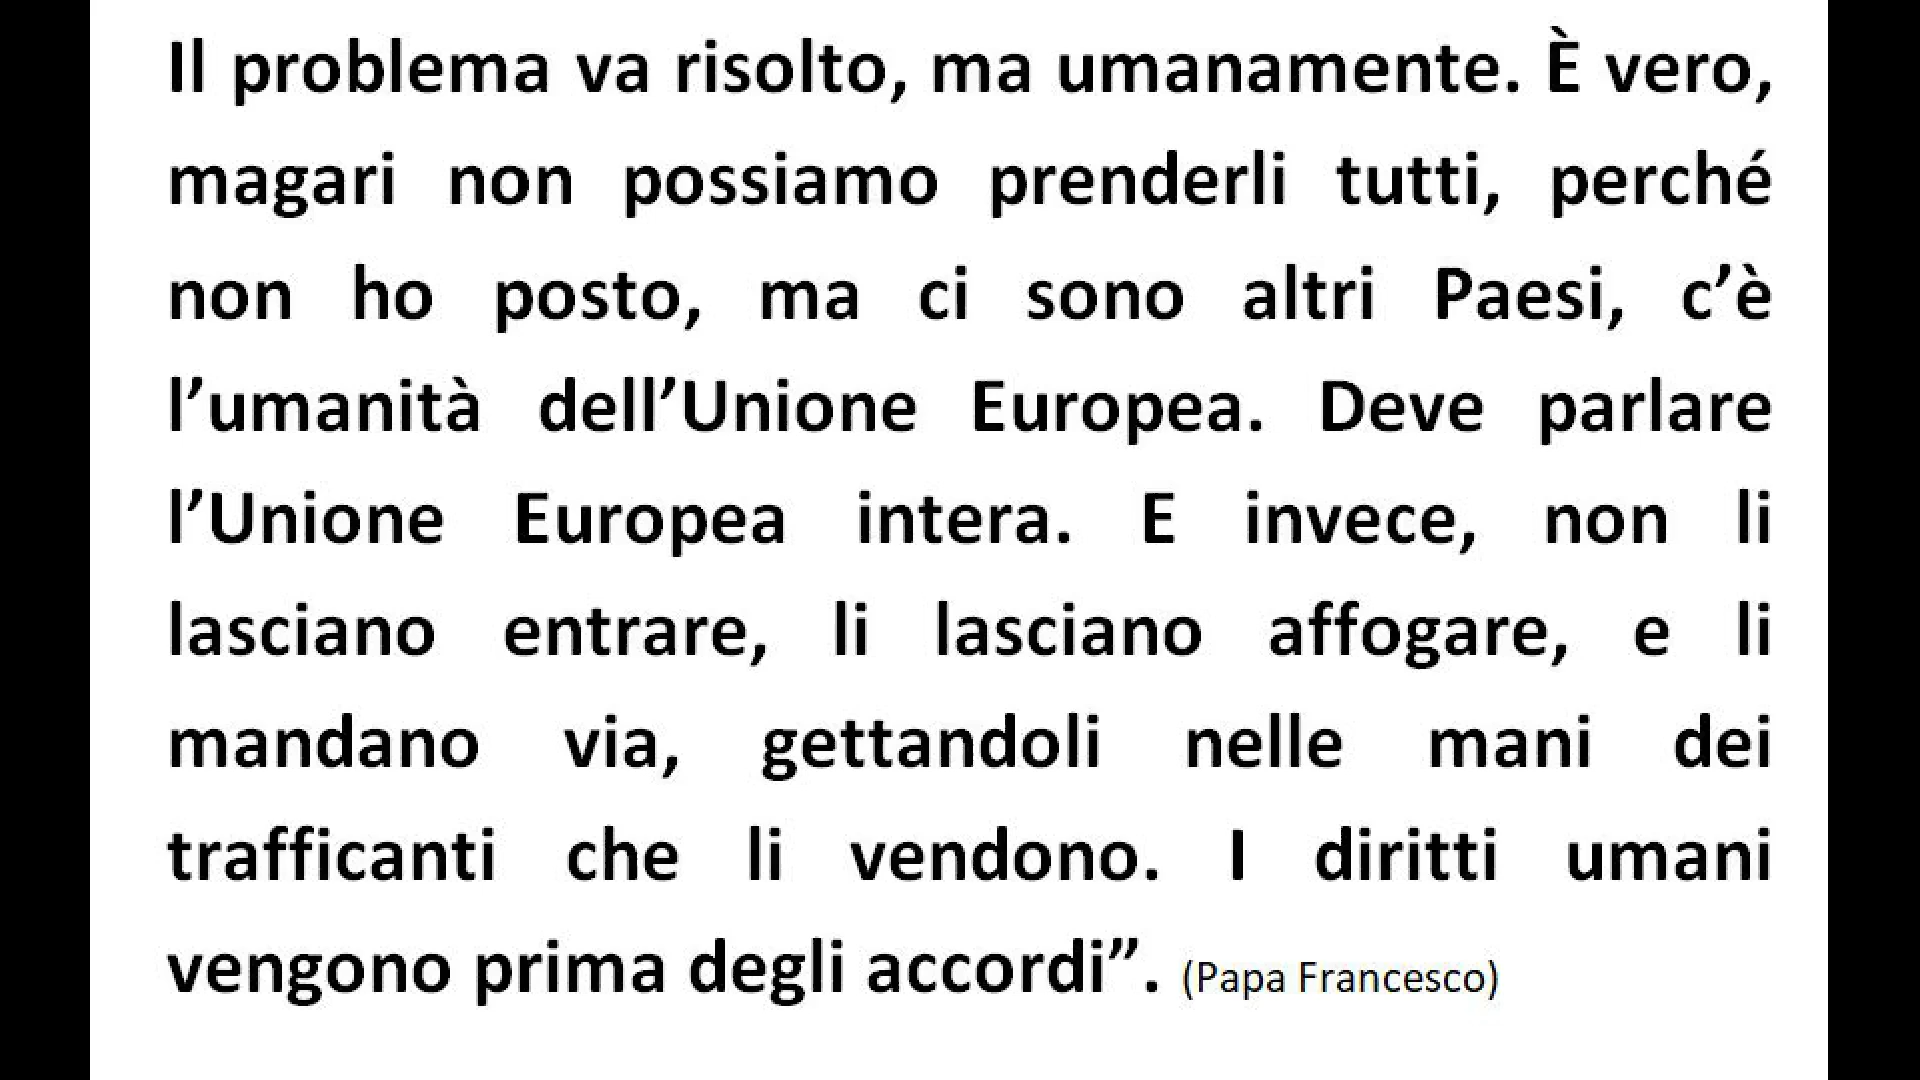 Il problema va risolto, ma umanamente. È vero,
magari non possiamo prenderli tutti, perché
non ho posto, ma ci sono altri Paesi, c’è
l’umanità dell’Unione Europea. Deve parlare
l’Unione Europea intera. E invece, non li
lasciano entrare, li lasciano affogare, e li
mandano via, gettandoli nelle mani dei
trafficanti che li vendono. I diritti umani
vengono prima degli accordi”. (Papa Francesco)